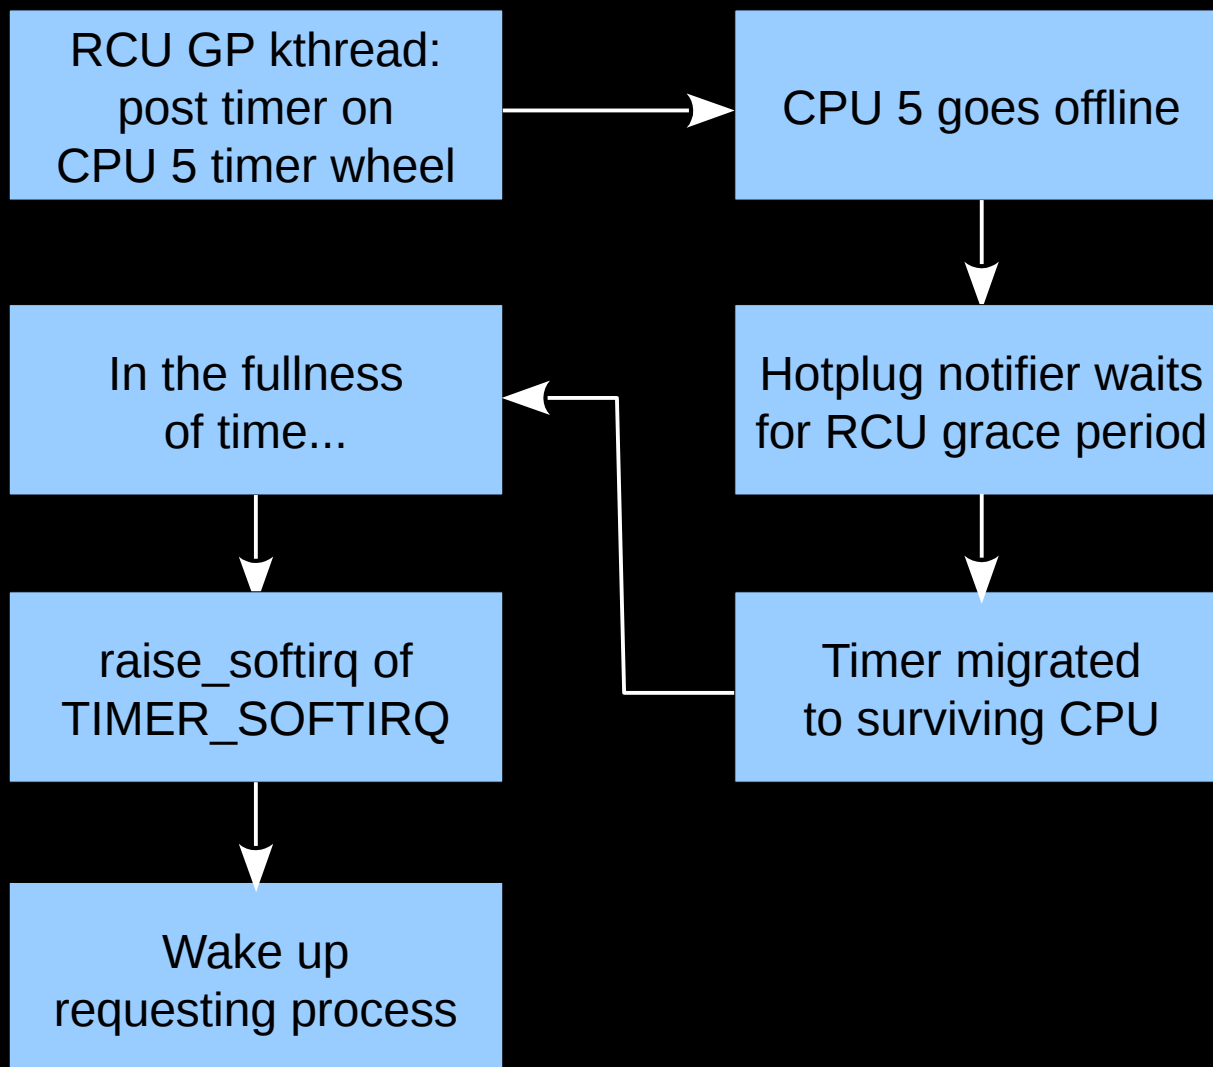 RCU GP kthread:
post timer on
CPU 5 timer wheel
CPU 5 goes offline
Hotplug notifier waits
for RCU grace period
Timer migrated
to surviving CPU
In the fullness
of time...
raise_softirq of
TIMER_SOFTIRQ
Wake up
requesting process